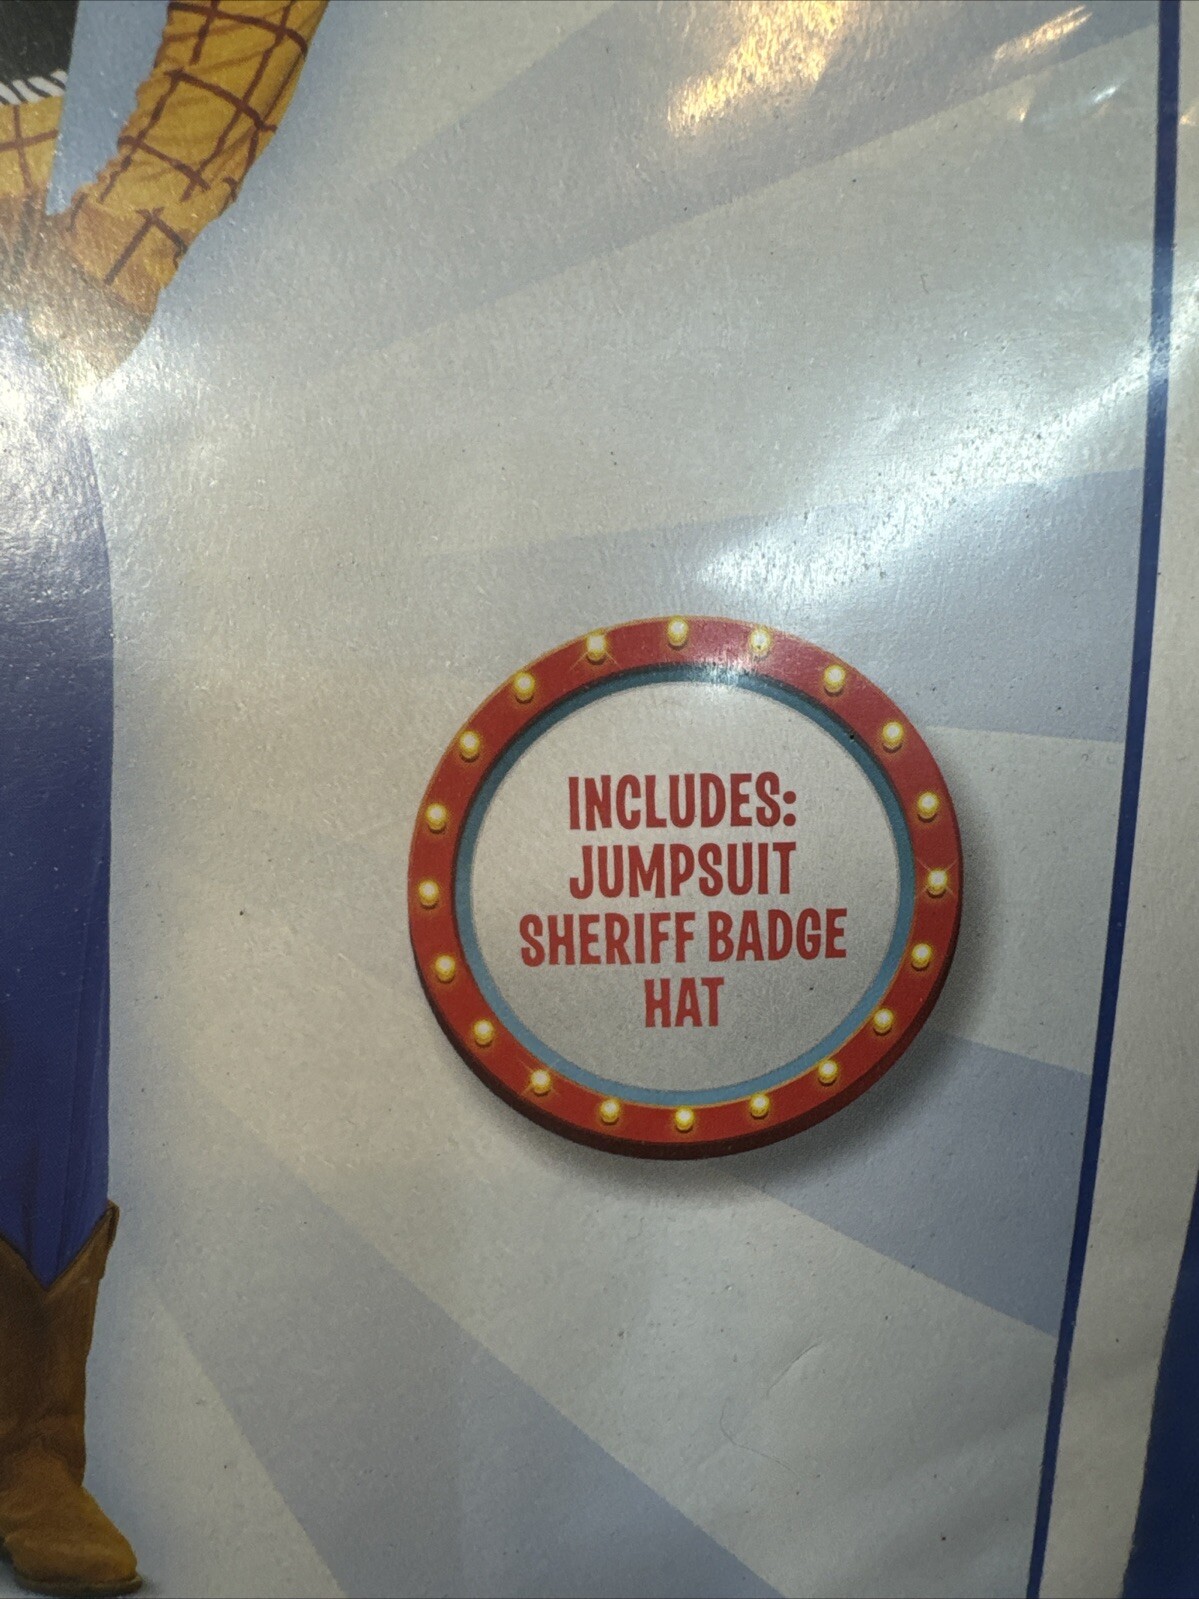 INCLUDES:
JUMPSUIT
SHERIFF BADGE
HAT